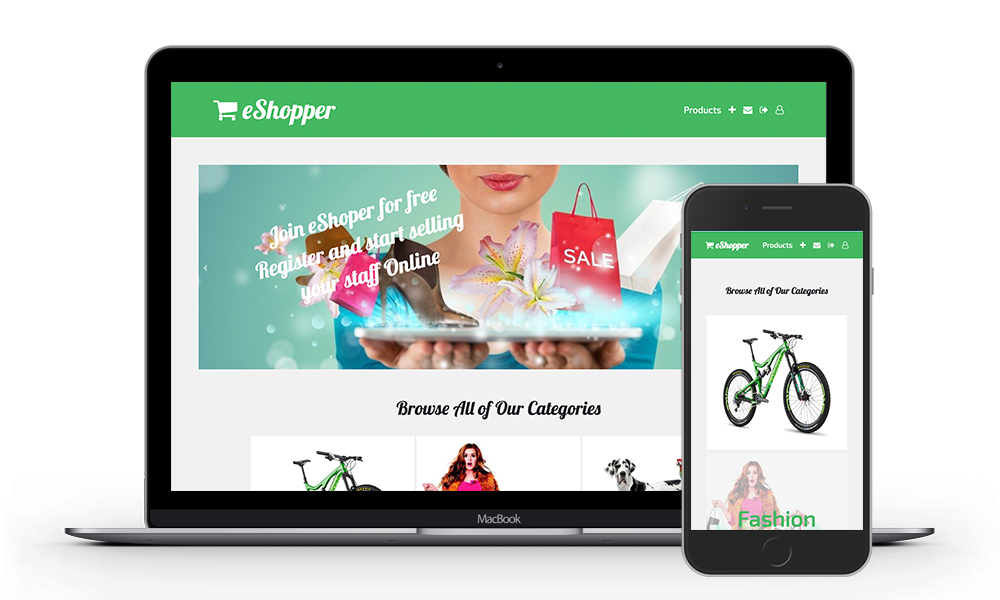 eShopper
Products
Join eShoper for free
Register and start selling
your staff Online
SALE
Browse All of Our Categories
MacBook
eShopper
Products
Browse All of Our Categories
Fashion